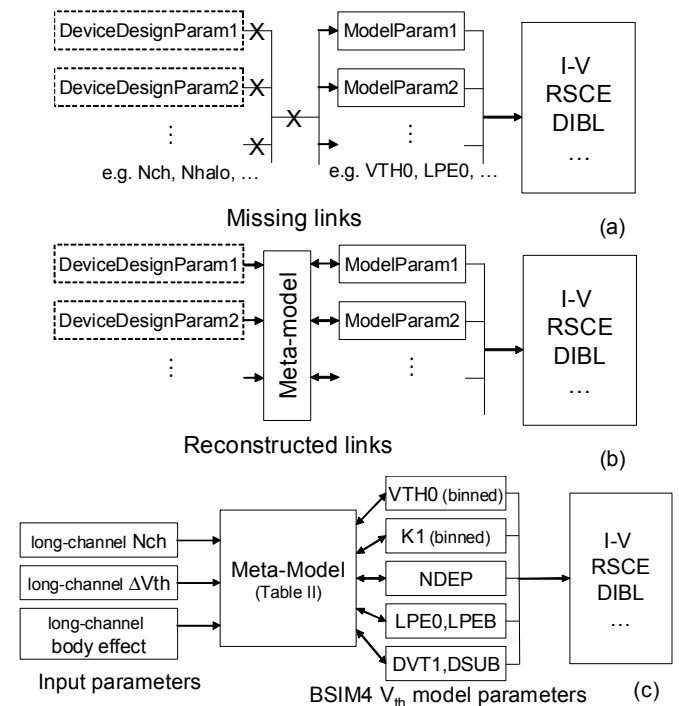 DeviceDesignParam1
DeviceDesignParam2
⋮
e.g. Nch, Nhalo, …
ModelParam1
ModelParam2
⋮
e.g. VTH0, LPE0, …
I-V
RSCE
DIBL
…
Missing links
(a)
DeviceDesignParam1
DeviceDesignParam2
⋮
Meta-model
ModelParam1
ModelParam2
⋮
I-V
RSCE
DIBL
…
Reconstructed links
(b)
long-channel Nch
long-channel ΔVth
long-channel
body effect
Input parameters
Meta-Model
(Table II)
VTH0 (binned)
K1 (binned)
NDEP
LPE0,LPEB
DVT1,DSUB
BSIM4 Vth model parameters
I-V
RSCE
DIBL
…
(c)